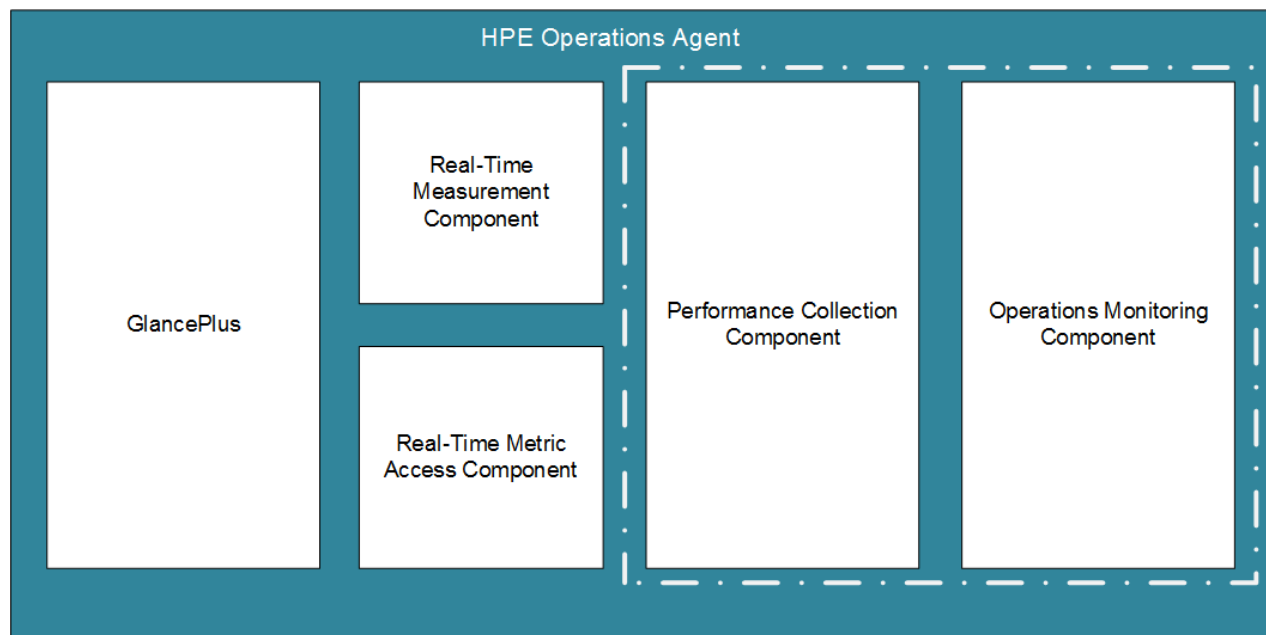 HPE Operations Agent
GlancePlus
Real-Time
Measurement
Component
Real-Time Metric
Access Component
Performance Collection
Component
Operations Monitoring
Component